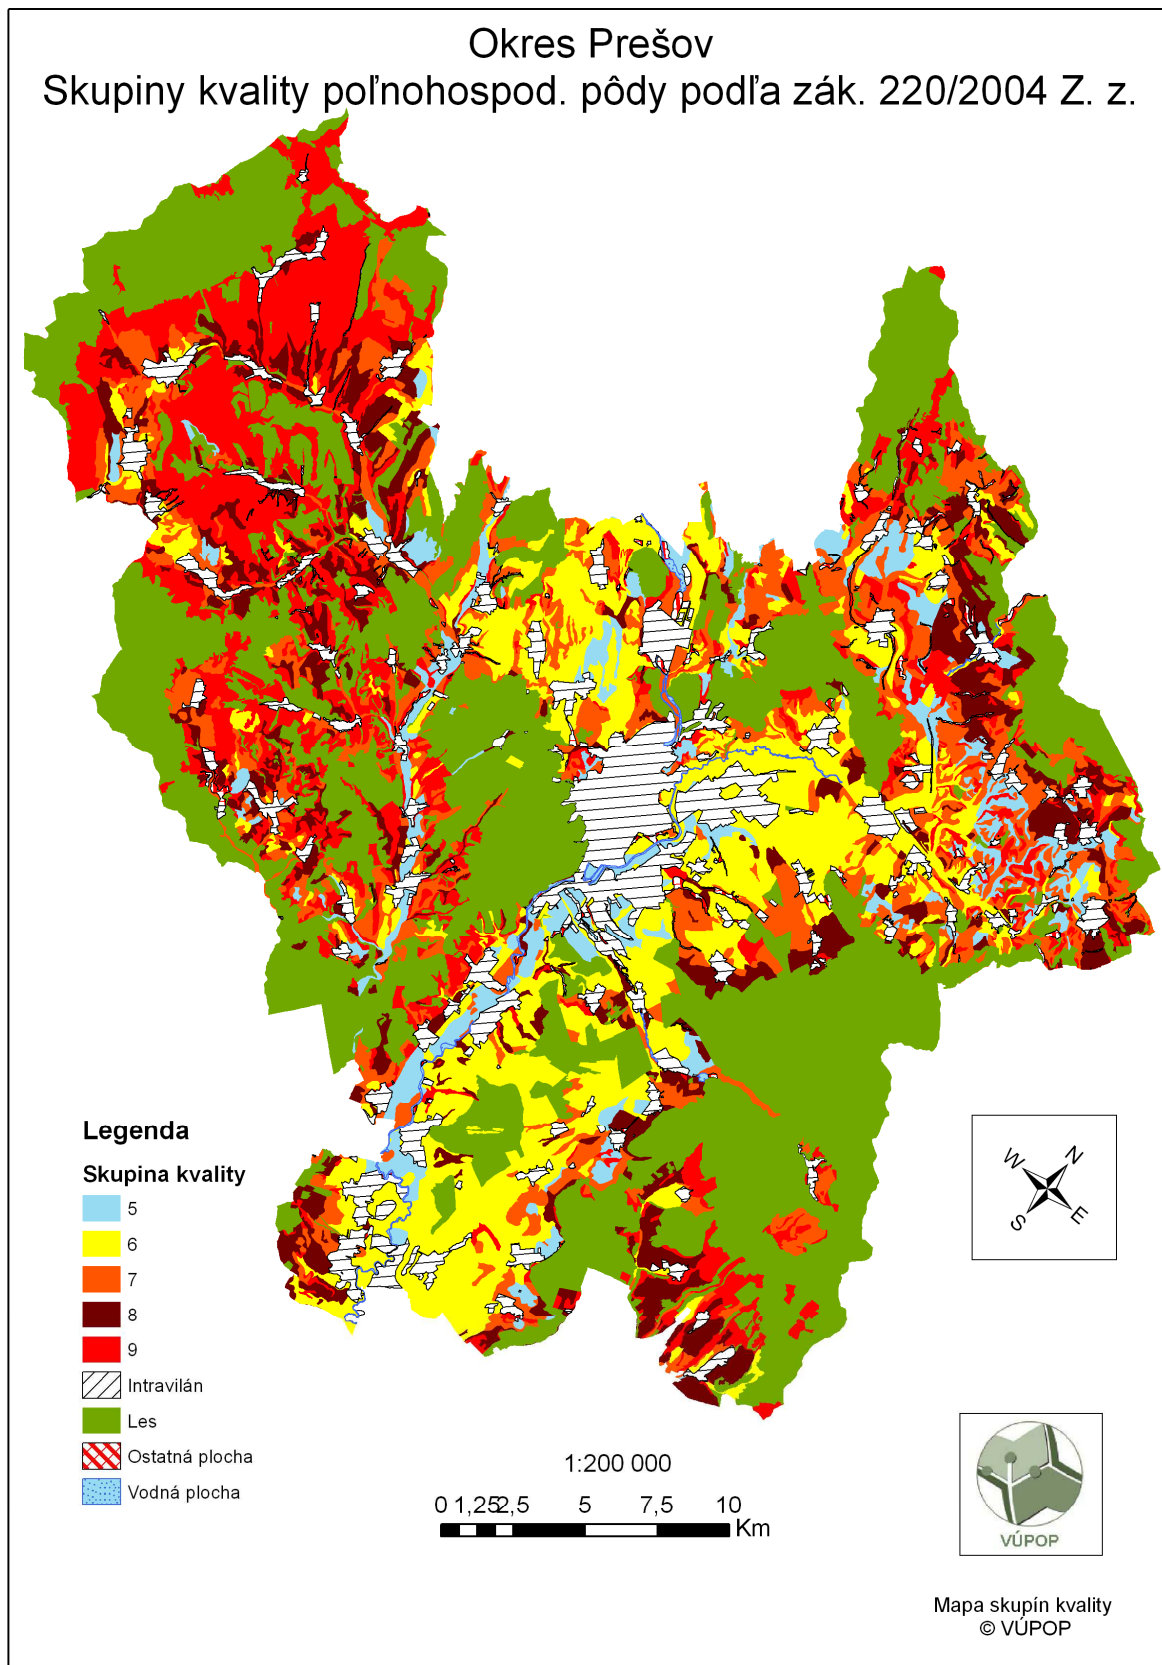 Okres Prešov
Skupiny kvality poľnohospod. pôdy podľa zák. 220/2004 Z. z.
Legenda
Skupina kvality
5
6
7
8
9
Intravilán
Les
Ostatná plocha
Vodná plocha
W N
S E
1:200 000
0 1,25 2,5 5 7,5 10
Km
VÚPOP
Mapa skupín kvality
© VÚPOP